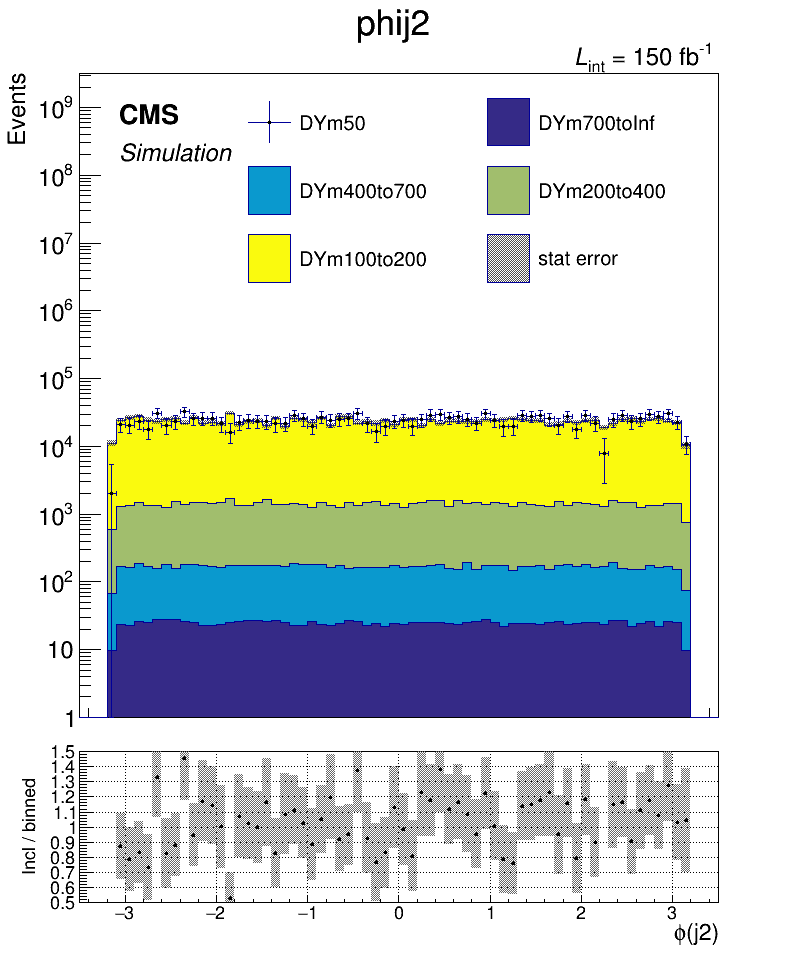 phij2
L_int = 150 fb^-1
Events
CMS
Simulation
DYm50
DYm700toInf
DYm400to700
DYm200to400
DYm100to200
stat error
10^9
10^8
10^7
10^6
10^5
10^4
10^3
10^2
10
1
Incl / binned
1.5
1.4
1.3
1.2
1.1
1
0.9
0.8
0.7
0.6
0.5
−3 −2 −1 0 1 2 3
ϕ(j2)